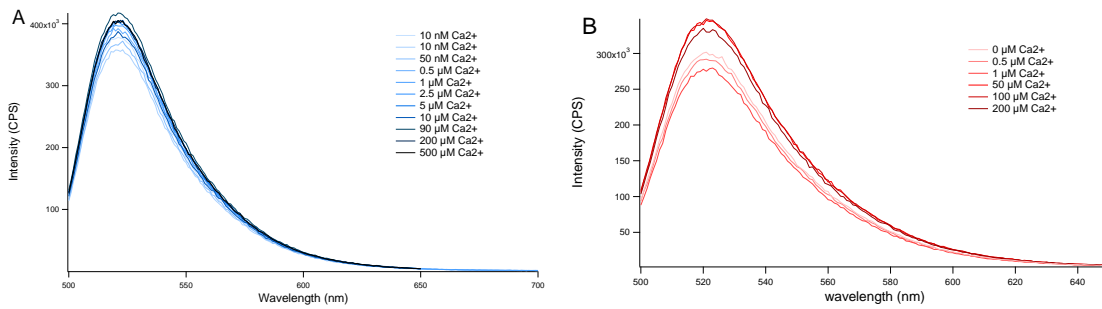 A
Intensity (CPS)
400x10³
300
200
100
500
550
600
650
700
Wavelength (nm)
10 nM Ca2+
10 nM Ca2+
50 nM Ca2+
0.5 µM Ca2+
1 µM Ca2+
2.5 µM Ca2+
5 µM Ca2+
10 µM Ca2+
90 µM Ca2+
200 µM Ca2+
500 µM Ca2+
B
Intensity (CPS)
300x10³
250
200
150
100
50
500
520
540
560
580
600
620
640
wavelength (nm)
0 µM Ca2+
0.5 µM Ca2+
1 µM Ca2+
50 µM Ca2+
100 µM Ca2+
200 µM Ca2+